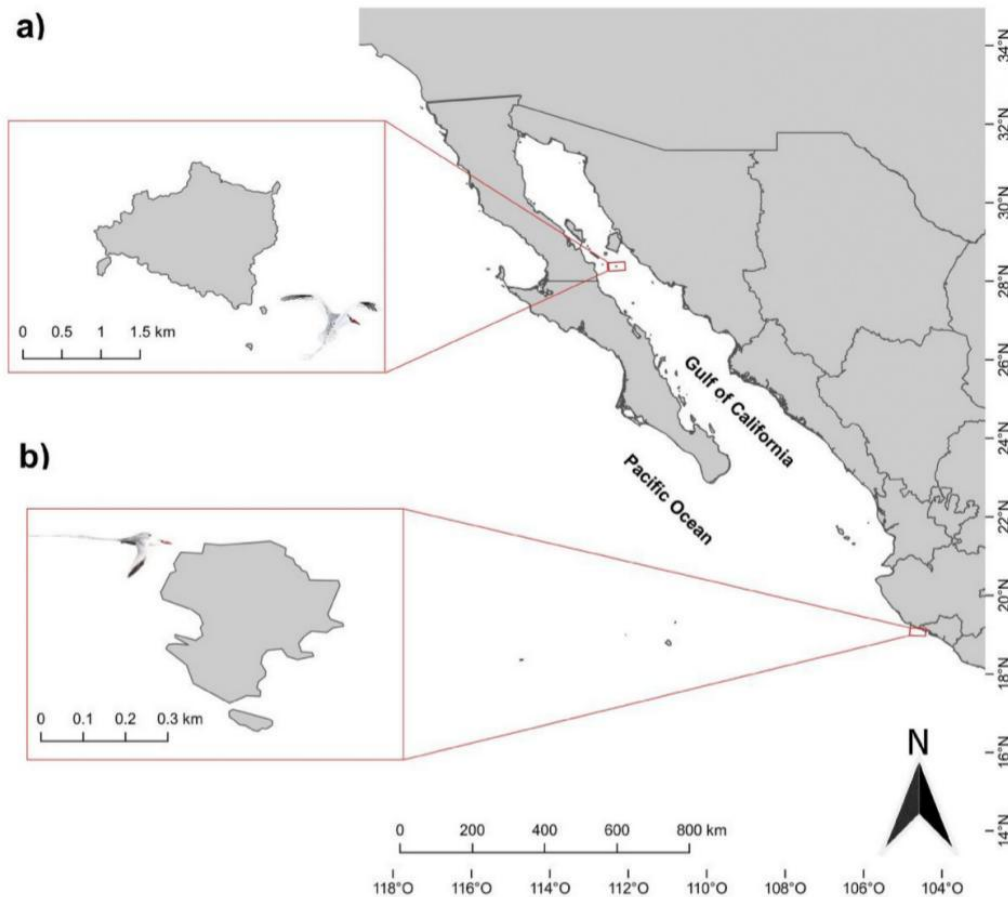 a)
34°N
32°N
30°N
28°N
26°N
24°N
22°N
20°N
18°N
16°N
14°N
0 0.5 1 1.5 km
Gulf of California
Pacific Ocean
b)
0 0.1 0.2 0.3 km
N
0 200 400 600 800 km
118°O 116°O 114°O 112°O 110°O 108°O 106°O 104°O